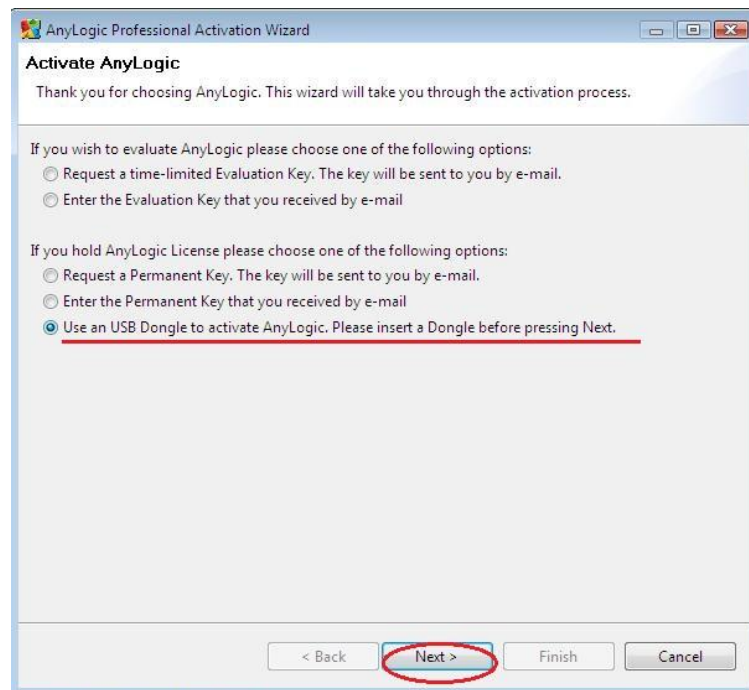 AnyLogic Professional Activation Wizard
Activate AnyLogic
Thank you for choosing AnyLogic. This wizard will take you through the activation process.
If you wish to evaluate AnyLogic please choose one of the following options:
Request a time-limited Evaluation Key. The key will be sent to you by e-mail.
Enter the Evaluation Key that you received by e-mail
If you hold AnyLogic License please choose one of the following options:
Request a Permanent Key. The key will be sent to you by e-mail.
Enter the Permanent Key that you received by e-mail
Use an USB Dongle to activate AnyLogic. Please insert a Dongle before pressing Next.
< Back Next > Finish Cancel